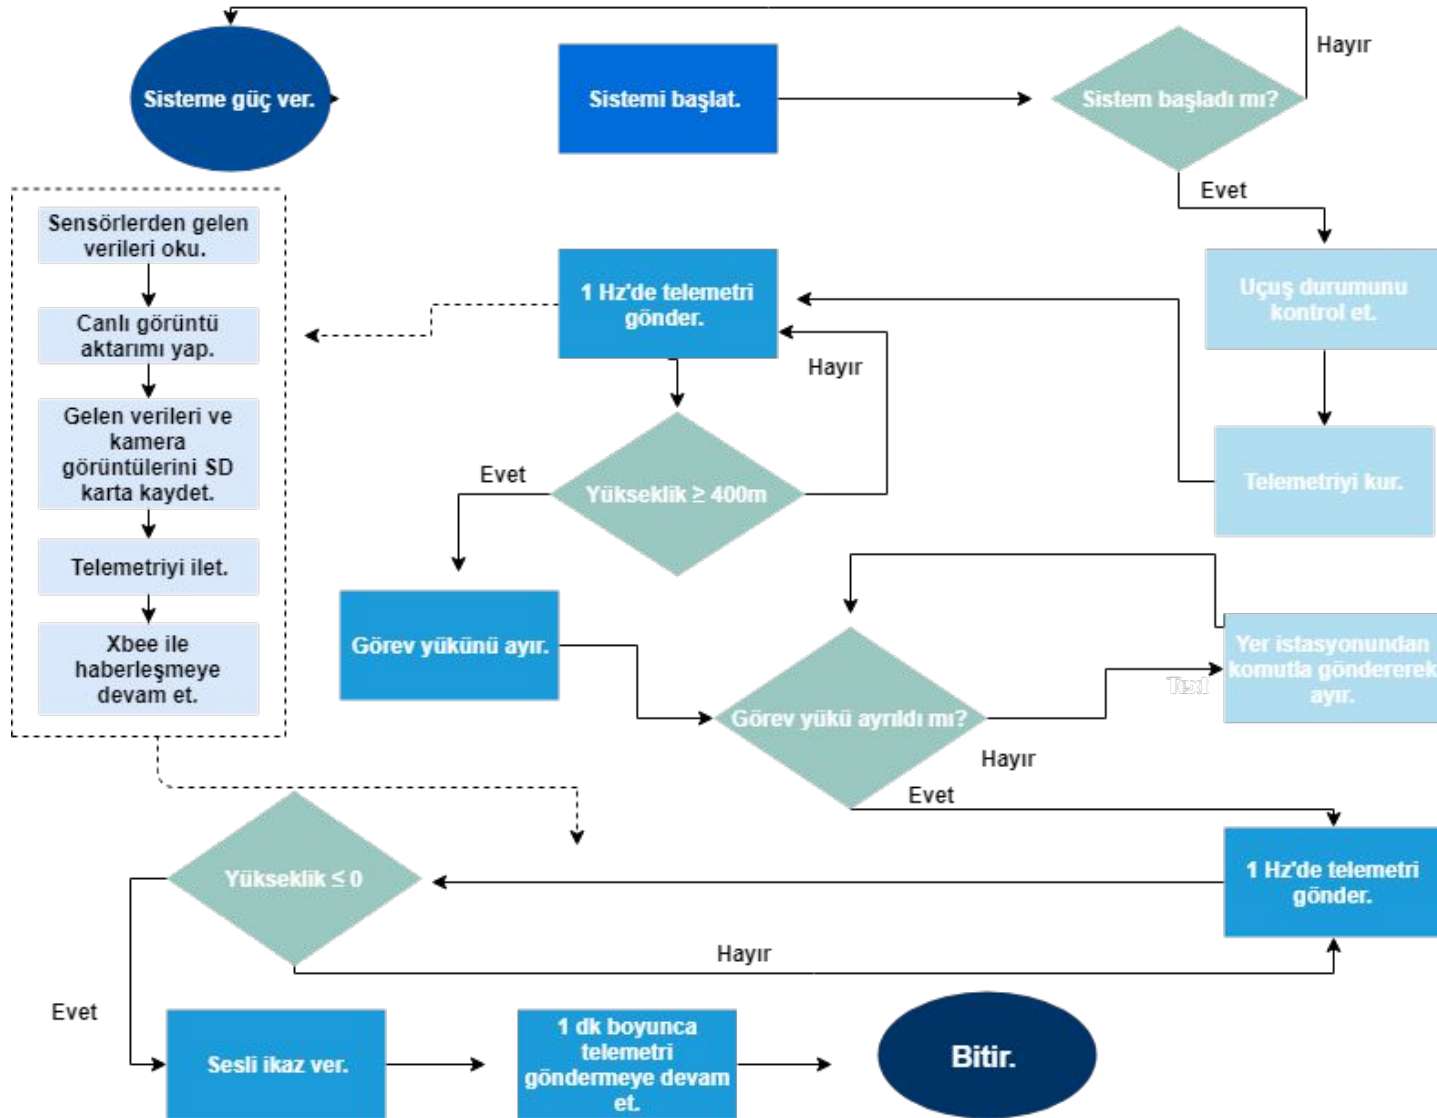 Sisteme güç ver.
Sistemi başlat.
Sistem başladı mı?
Hayır
Evet
Sensörlerden gelen
verileri oku.
Canlı görüntü
aktarımı yap.
Gelen verileri ve
kamera
görüntülerini SD
karta kaydet.
Telemetriyi ilet.
Xbee ile
haberleşmeye
devam et.
1 Hz'de telemetri
gönder.
Hayır
Uçuş durumunu
kontrol et.
Telemetriyi kur.
Yükseklik ≥ 400m
Evet
Görev yükünü ayır.
Görev yükü ayrıldı mı?
Hayır
Text
Yer istasyonundan
komutla göndererek
ayır.
Evet
1 Hz'de telemetri
gönder.
Yükseklik ≤ 0
Hayır
Evet
Sesli ikaz ver.
1 dk boyunca
telemetri
göndermeye devam
et.
Bitir.